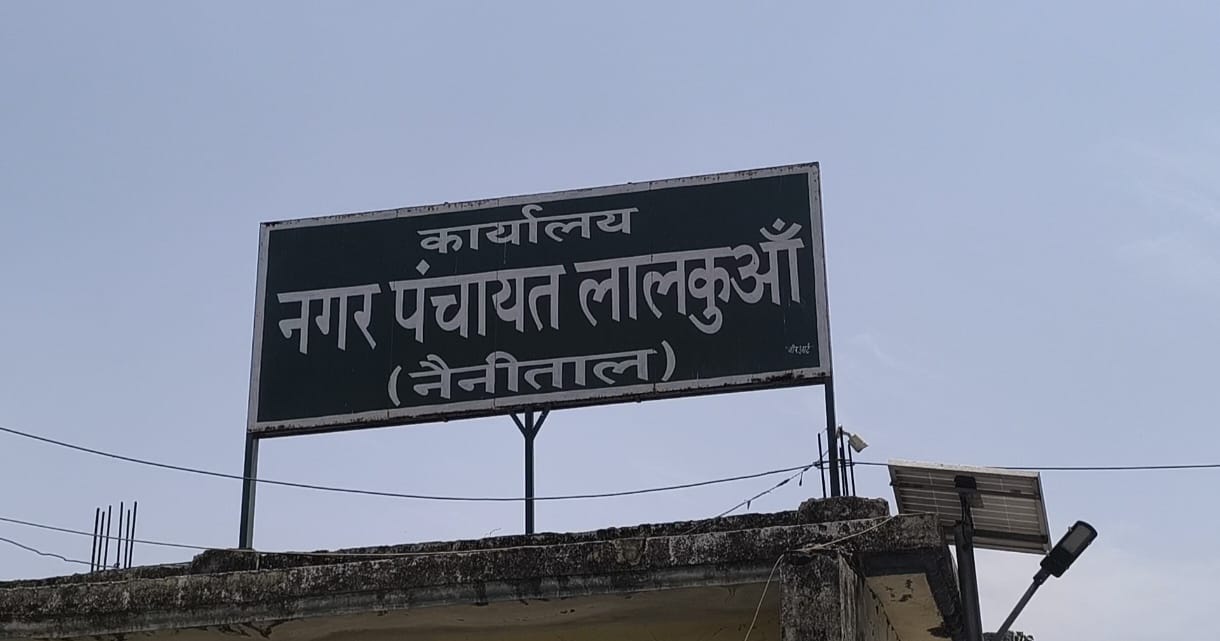 कार्यालय
नगर पंचायत लालकुआँ
(नैनीताल)